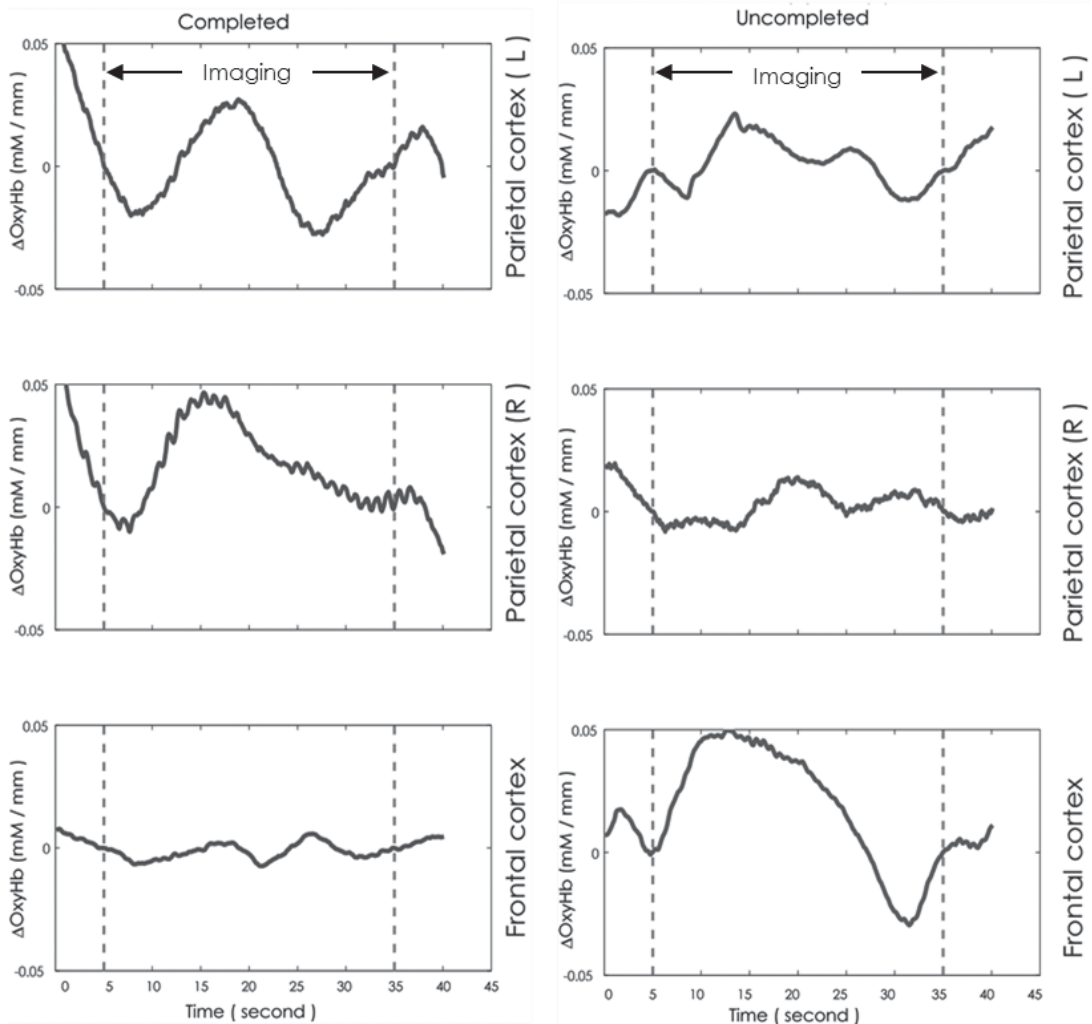 Completed
0.05
0
-0.05
ΔOxyHb (mM / mm)
Imaging
Parietal cortex ( L )
0.05
0
-0.05
ΔOxyHb (mM / mm )
Parietal cortex (R )
0.05
0
-0.05
ΔOxyHb (mM / mm )
Frontal cortex
0 5 10 15 20 25 30 35 40 45
Time ( second )
Uncompleted
0.05
0
-0.05
ΔOxyHb (mM / mm )
Imaging
Parietal cortex ( L )
0.05
0
-0.05
ΔOxyHb (mM / mm )
Parietal cortex (R )
0.05
0
-0.05
ΔOxyHb (mM / mm )
Frontal cortex
0 5 10 15 20 25 30 35 40 45
Time ( second )